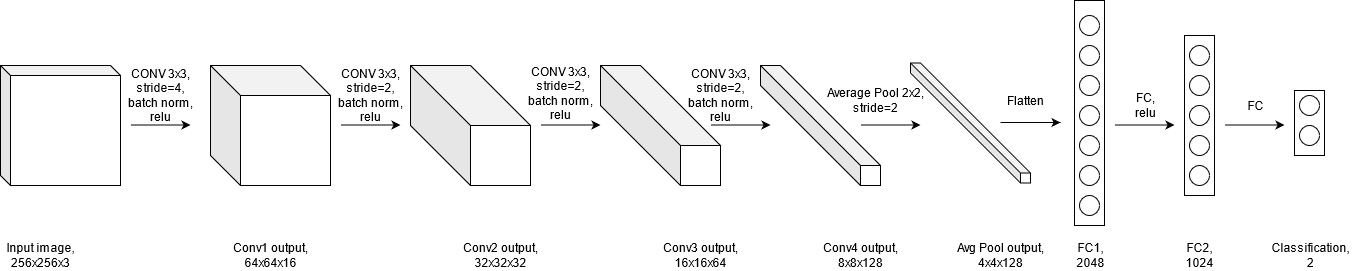 CONV 3x3,
stride=4,
batch norm,
relu
CONV 3x3,
stride=2,
batch norm,
relu
CONV 3x3,
stride=2,
batch norm,
relu
CONV 3x3,
stride=2,
batch norm,
relu
Average Pool 2x2,
stride=2
Flatten
FC,
relu
FC
Input image,
256x256x3
Conv1 output,
64x64x16
Conv2 output,
32x32x32
Conv3 output,
16x16x64
Conv4 output,
8x8x128
Avg Pool output,
4x4x128
FC1,
2048
FC2,
1024
Classification,
2